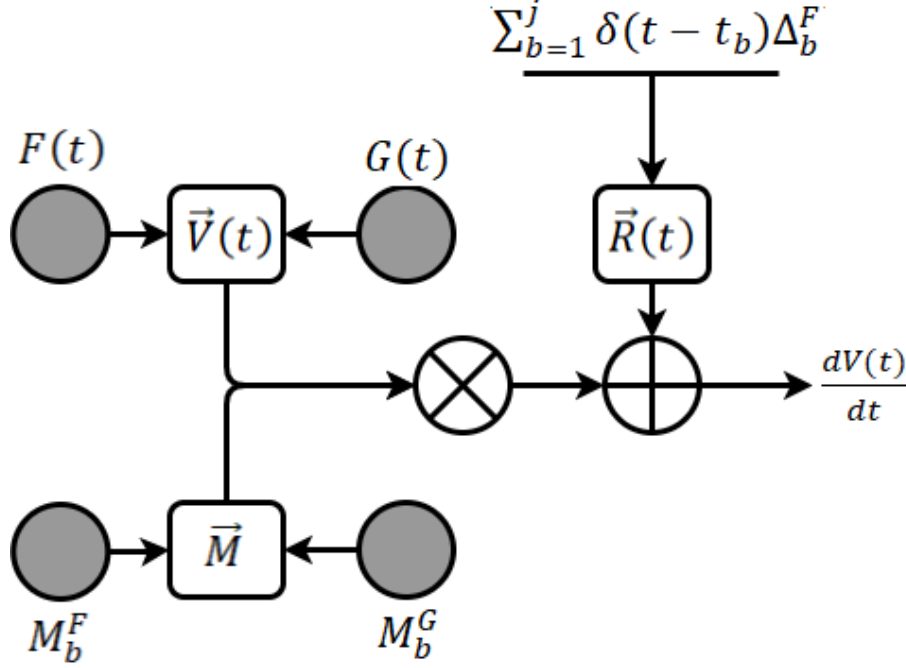 ∑_{b=1}^{j} δ(t − t_b)Δ_b^F
F(t)
G(t)
V⃗(t)
R⃗(t)
dV(t)/dt
M⃗
M_b^F
M_b^G